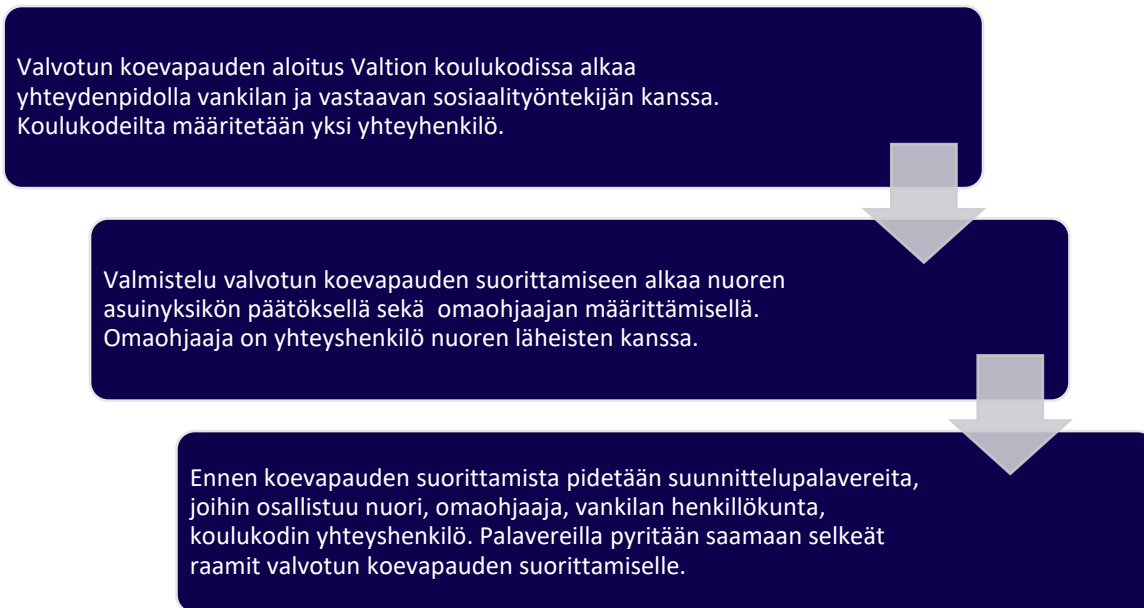 Valvotun koevapauden aloitus Valtion koulukodissa alkaa
yhteydenpidolla vankilan ja vastaavan sosiaalityöntekijän kanssa.
Koulukodeilta määritetään yksi yhteyhenkilö.
Valmistelu valvotun koevapauden suorittamiseen alkaa nuoren
asuinyksikön päätöksellä sekä omaohjaajan määrittämisellä.
Omaohjaaja on yhteyshenkilö nuoren läheisten kanssa.
Ennen koevapauden suorittamista pidetään suunnittelupalavereita,
joihin osallistuu nuori, omaohjaaja, vankilan henkillökunta,
koulukodin yhteyshenkilö. Palavereilla pyritään saamaan selkeät
raamit valvotun koevapauden suorittamiselle.